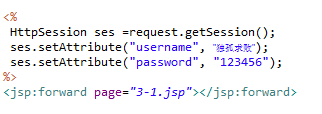 <%
HttpSession ses =request.getSession();
ses.setAttribute("username", "独孤求败");
ses.setAttribute("password", "123456");
%>
<jsp:forward page="3-1.jsp"></jsp:forward>